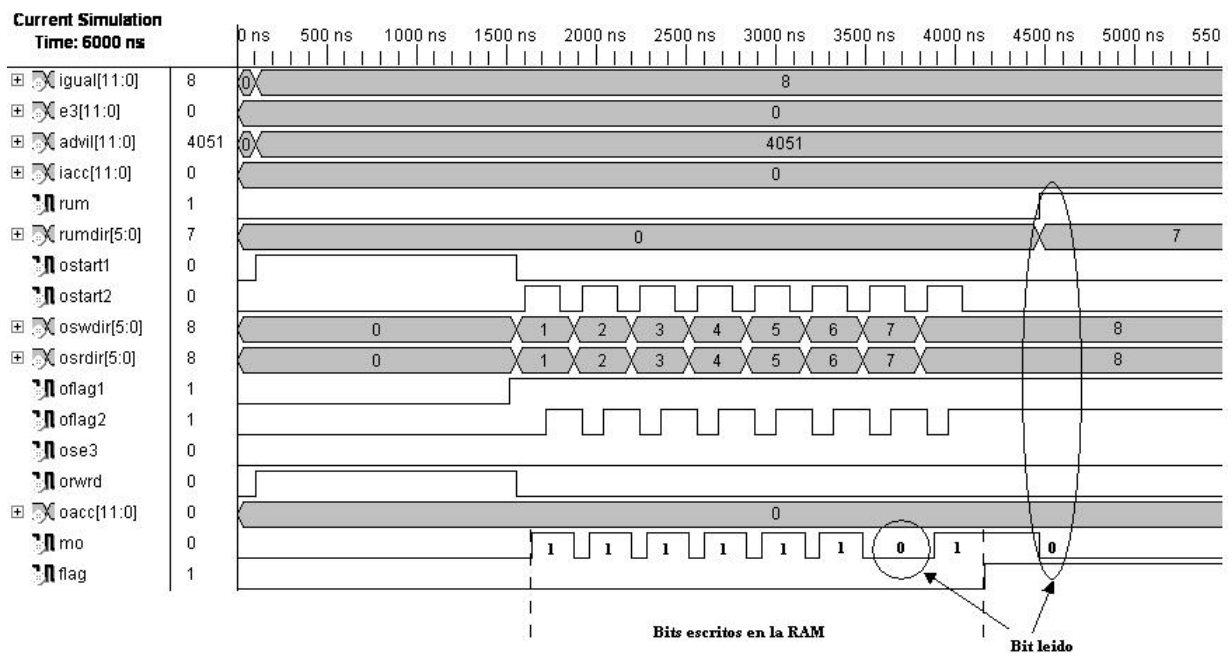 Current Simulation
Time: 6000 ns
0 ns 500 ns 1000 ns 1500 ns 2000 ns 2500 ns 3000 ns 3500 ns 4000 ns 4500 ns 5000 ns 550
igual[11:0] 8 0 8
e3[11:0] 0 0
advil[11:0] 4051 0 4051
iacc[11:0] 0 0
rum 1
rumdir[5:0] 7 0 7
ostart1 0
ostart2 0
oswdir[5:0] 8 0 1 2 3 4 5 6 7 8
osrdir[5:0] 8 0 1 2 3 4 5 6 7 8
oflag1 1
oflag2 1
ose3 0
orwrd 0
oacc[11:0] 0 0
mo 0 1 1 1 1 1 1 0 1 0
flag 1
Bits escritos en la RAM
Bit leido